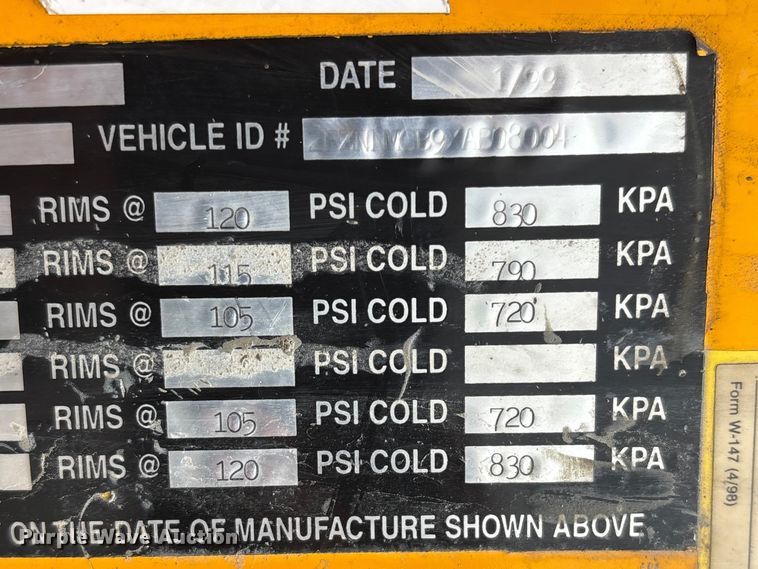 DATE 1/99
VEHICLE ID # 2FZNNMCB9XAB08004
RIMS @ 120 PSI COLD 830 KPA
RIMS @ 115 PSI COLD 790 KPA
RIMS @ 105 PSI COLD 720 KPA
RIMS @ PSI COLD KPA
RIMS @ 105 PSI COLD 720 KPA
RIMS @ 120 PSI COLD 830 KPA
ON THE DATE OF MANUFACTURE SHOWN ABOVE
Form W-147 (4/98)
Purple Wave Auction